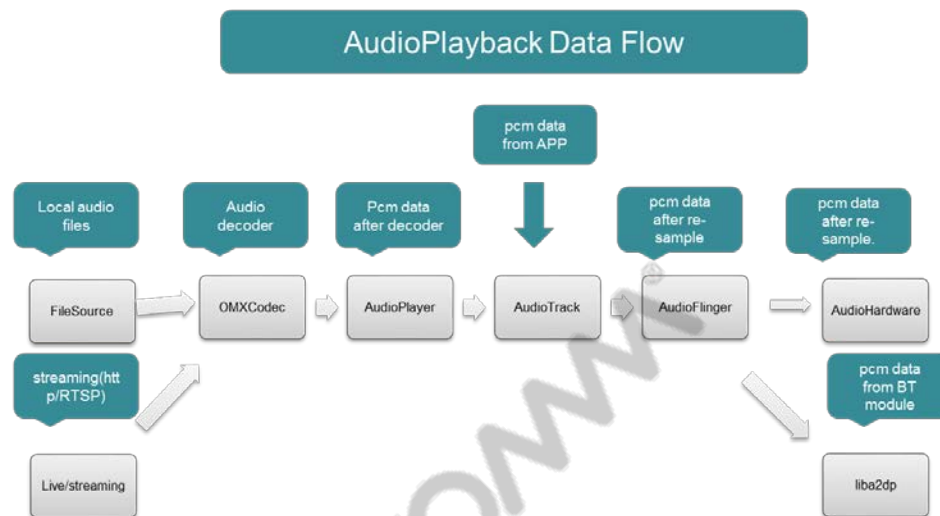 AudioPlayback Data Flow
pcm data
from APP
Local audio
files
Audio
decoder
Pcm data
after decoder
pcm data
after re-
sample
pcm data
after re-
sample.
FileSource
OMXCodec
AudioPlayer
AudioTrack
AudioFlinger
AudioHardware
streaming(htt
p/RTSP)
pcm data
from BT
module
Live/streaming
liba2dp